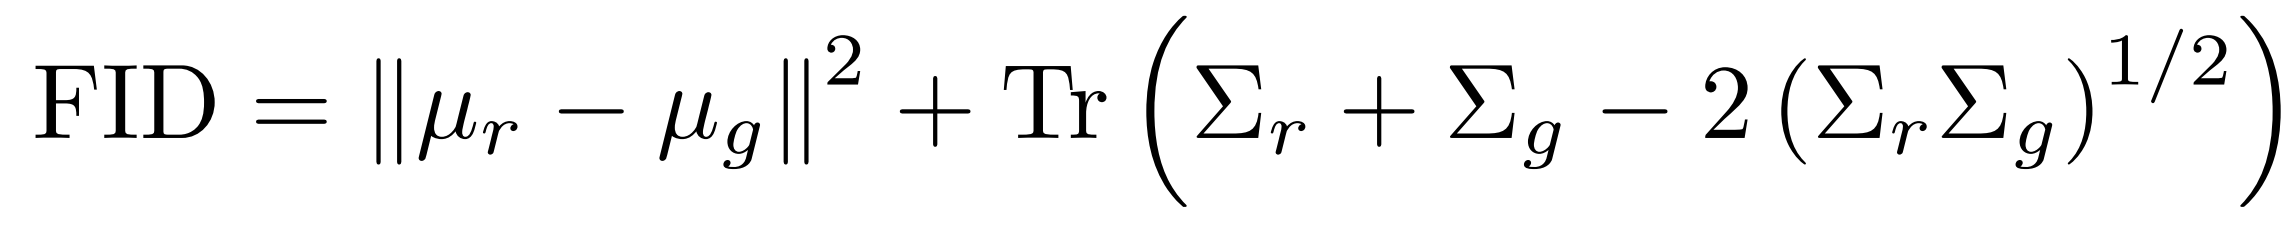 FID = ‖μ_r − μ_g‖² + Tr(Σ_r + Σ_g − 2(Σ_rΣ_g)^{1/2})